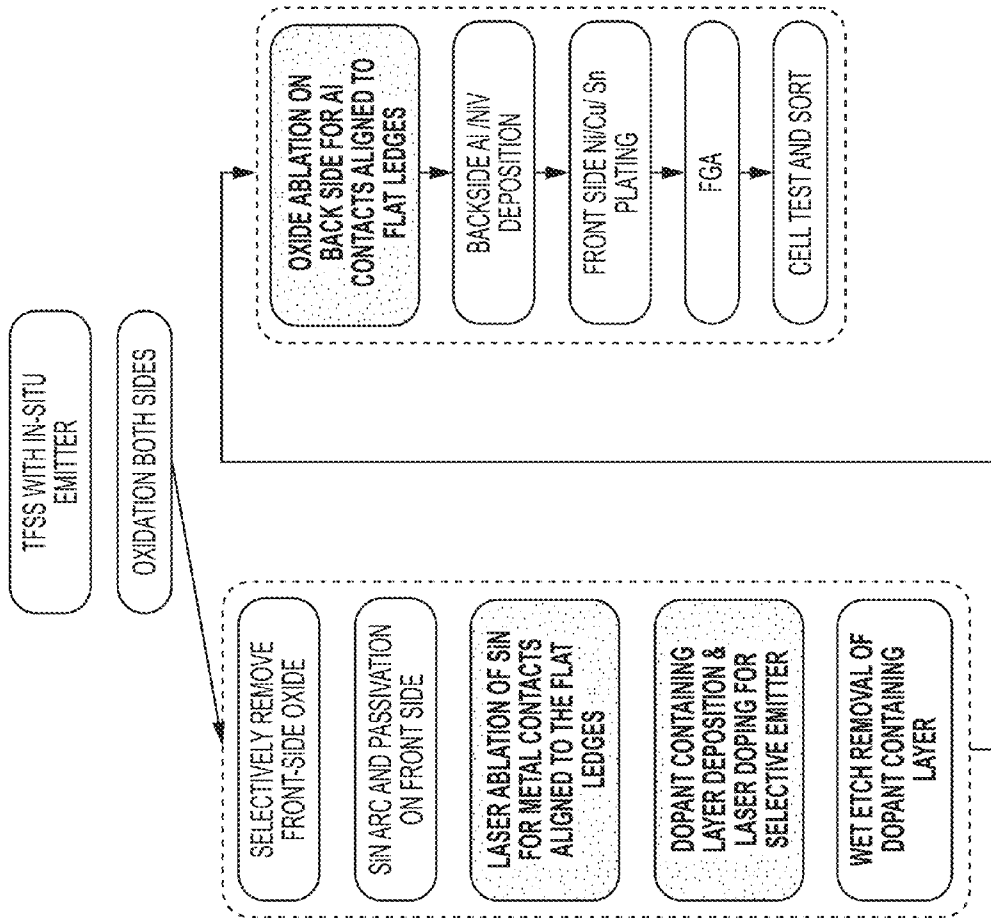 TFSS WITH IN-SITU
EMITTER
OXIDATION BOTH SIDES
SELECTIVELY REMOVE
FRONT-SIDE OXIDE
SIN ARC AND PASSIVATION
ON FRONT SIDE
LASER ABLATION OF SIN
FOR METAL CONTACTS
ALIGNED TO THE FLAT
LEDGES
DOPANT CONTAINING
LAYER DEPOSITION &
LASER DOPING FOR
SELECTIVE EMITTER
WET ETCH REMOVAL OF
DOPANT CONTAINING
LAYER
OXIDE ABLATION ON
BACK SIDE FOR Al
CONTACTS ALIGNED TO
FLAT LEDGES
BACKSIDE Al /NIV
DEPOSITION
FRONT SIDE Ni/Cu/ Sn
PLATING
FGA
CELL TEST AND SORT